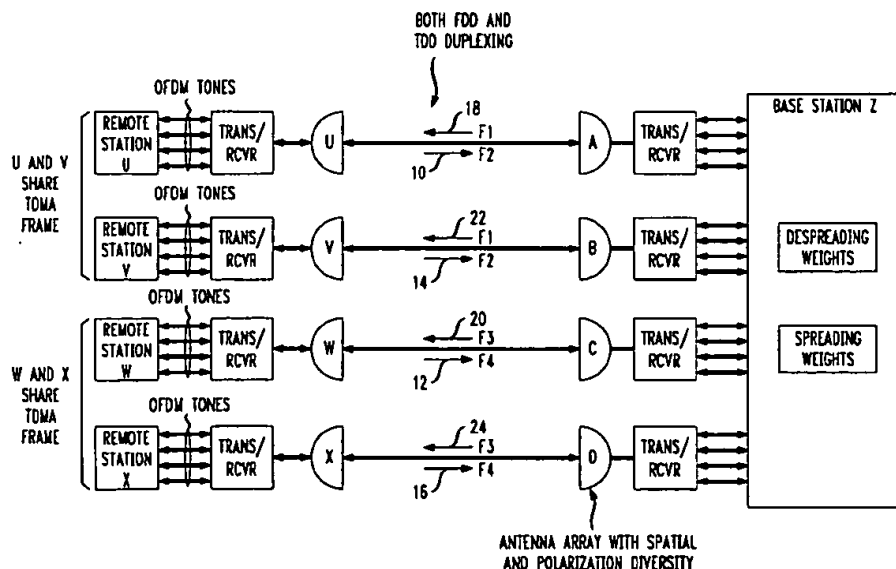 BOTH FDD AND
TDD DUPLEXING
OFDM TONES
REMOTE
STATION
U
TRANS/
RCVR
U
18
F1
10
F2
A
TRANS/
RCVR
BASE STATION Z
U AND V
SHARE
TDMA
FRAME
OFDM TONES
REMOTE
STATION
V
TRANS/
RCVR
V
22
F1
14
F2
B
TRANS/
RCVR
DESPREADING
WEIGHTS
OFDM TONES
REMOTE
STATION
W
TRANS/
RCVR
W
20
F3
12
F4
C
TRANS/
RCVR
SPREADING
WEIGHTS
W AND X
SHARE
TDMA
FRAME
OFDM TONES
REMOTE
STATION
X
TRANS/
RCVR
X
24
F3
16
F4
D
TRANS/
RCVR
ANTENNA ARRAY WITH SPATIAL
AND POLARIZATION DIVERSITY